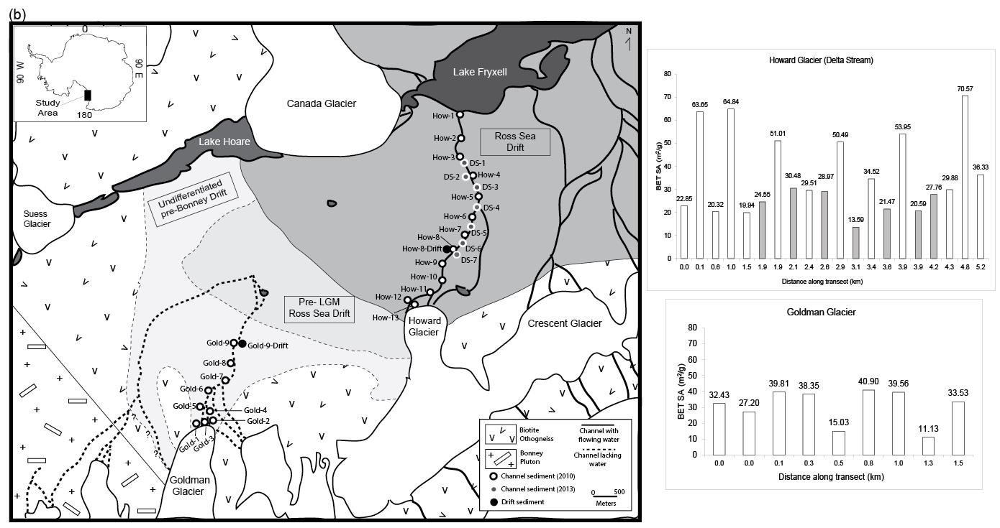 (b)
0
90 W
90 E
Study
Area
180
N
Lake Fryxell
Canada Glacier
How-1
Ross Sea
Drift
How-2
Lake Hoare
How-3
DS-1
DS-2
How-4
DS-3
Undifferentiated
pre-Bonney Drift
How-5
DS-4
Suess
Glacier
How-6
How-7
DS-5
How-8
How-8-Drift
DS-6
DS-7
How-9
How-10
How-11
How-12
Pre- LGM
Ross Sea Drift
How-13
Howard
Glacier
Crescent Glacier
Gold-9
Gold-9-Drift
Gold-8
Gold-7
Gold-6
Gold-5
Gold-4
Gold-2
Gold-1
Gold-3
?
?
?
Goldman
Glacier
Biotite
Othogneiss
Channel with
flowing water
Bonney
Pluton
Channel lacking
water
Channel sediment (2010)
Channel sediment (2013)
Drift sediment
0 500
Meters
Howard Glacier (Delta Stream)
BET SA (m²/g)
80
70
60
50
40
30
20
10
0
22.85
63.65
20.32
64.84
19.94
24.55
51.01
30.48
29.51
28.97
50.49
13.59
34.52
21.47
53.95
20.59
27.76
29.88
70.57
36.33
0.0 0.1 0.6 1.0 1.5 1.9 1.9 2.1 2.4 2.6 2.9 3.1 3.4 3.6 3.9 3.9 4.2 4.3 4.8 5.2
Distance along transect (km)
Goldman Glacier
BET SA (m²/g)
80
70
60
50
40
30
20
10
0
32.43
27.20
39.81
38.35
15.03
40.90
39.56
11.13
33.53
0.0 0.0 0.1 0.3 0.5 0.8 1.0 1.3 1.5
Distance along transect (km)